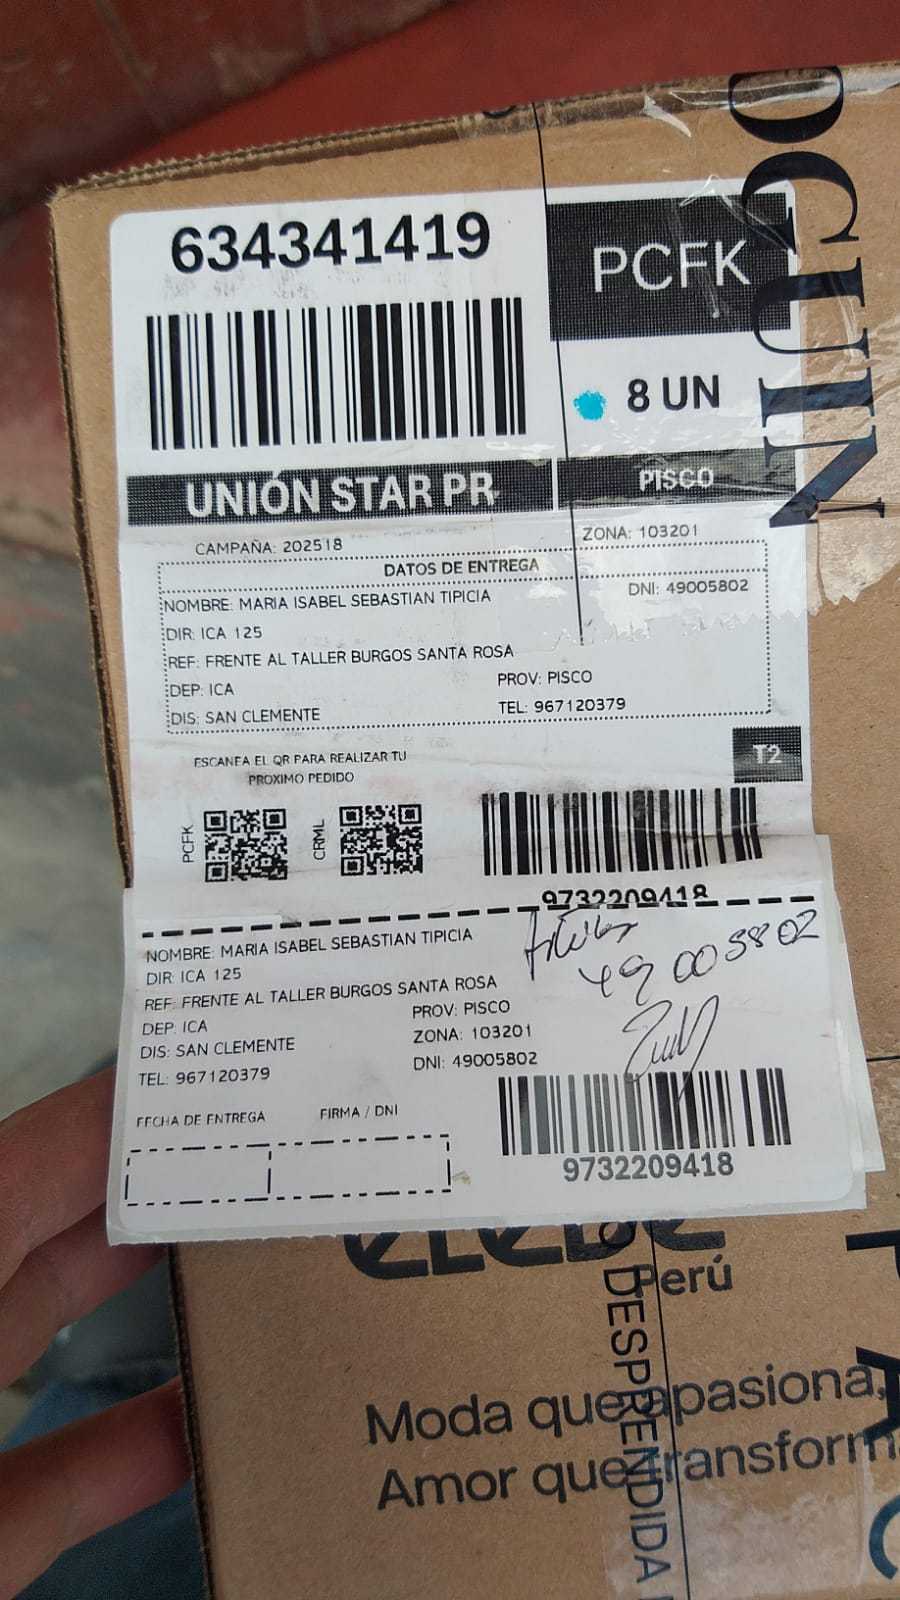 634341419
PCFK
8 UN
UNIÓN STAR PR
PISCO
CAMPAÑA: 202518
ZONA: 103201
DATOS DE ENTREGA
NOMBRE: MARIA ISABEL SEBASTIAN TIPICIA
DNI: 49005802
DIR: ICA 125
REF: FRENTE AL TALLER BURGOS SANTA ROSA
DEP: ICA
PROV: PISCO
DIS: SAN CLEMENTE
TEL: 967120379
T2
ESCANEA EL QR PARA REALIZAR TU
PROXIMO PEDIDO
PCFK
CRML
9732209418
NOMBRE: MARIA ISABEL SEBASTIAN TIPICIA
DIR: ICA 125
REF: FRENTE AL TALLER BURGOS SANTA ROSA
DEP: ICA
PROV: PISCO
DIS: SAN CLEMENTE
ZONA: 103201
TEL: 967120379
DNI: 49005802
49005802
FECHA DE ENTREGA
FIRMA / DNI
9732209418
Perú
Moda que apasiona,
Amor que transform
DESPRENDIDA